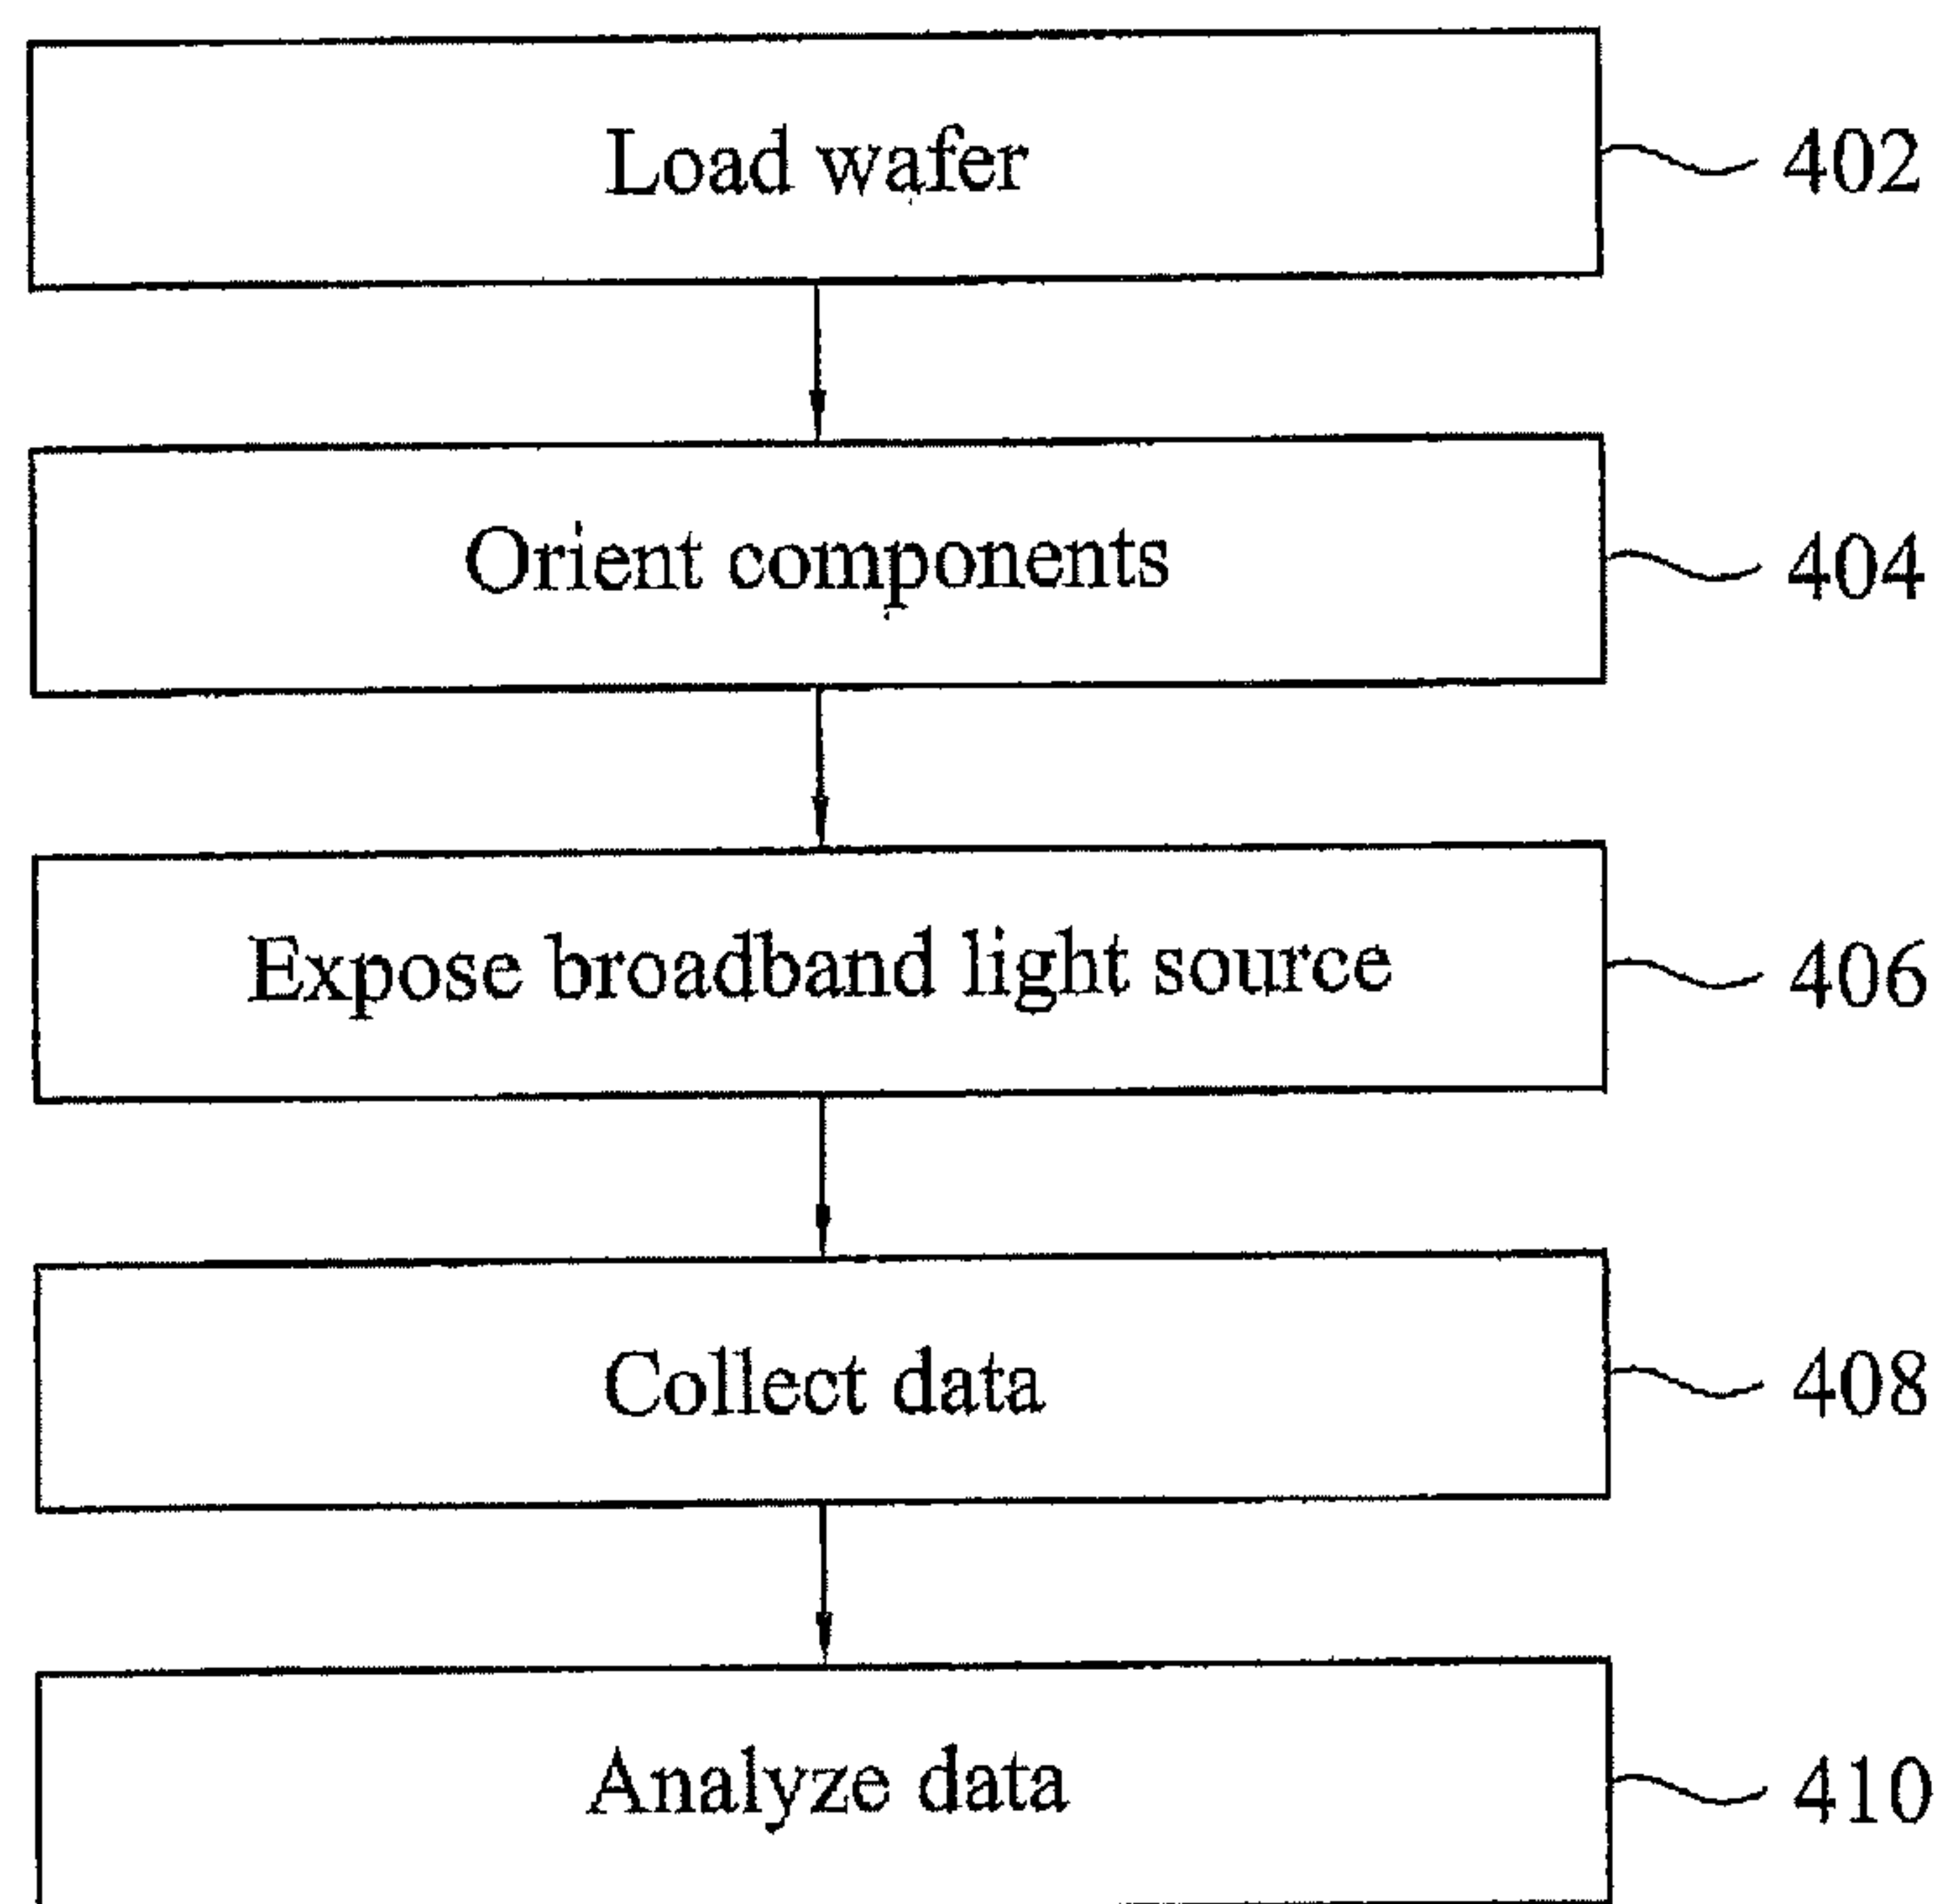 Load wafer
402
Orient components
404
Expose broadband light source
406
Collect data
408
Analyze data
410